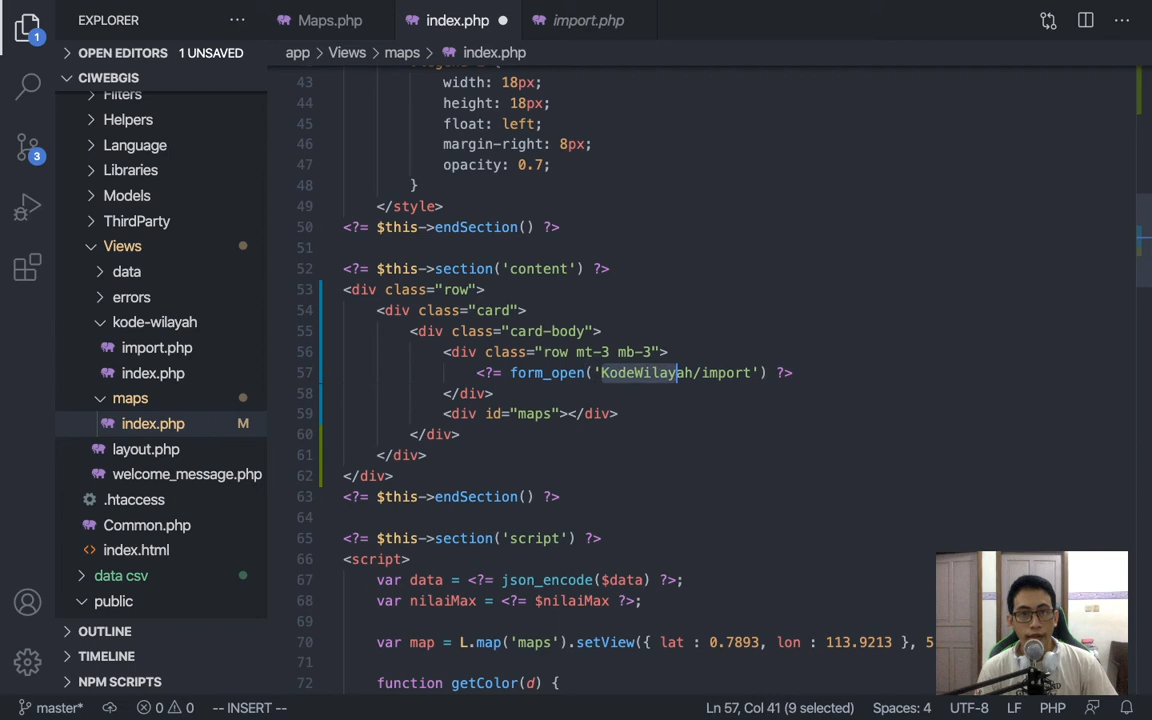 EXPLORER ··· Maps.php index.php import.php ···
1
OPEN EDITORS 1 UNSAVED
app > Views > maps > index.php
CIWEBGIS
Filters
Helpers
Language
Libraries
Models
ThirdParty
Views
data
errors
kode-wilayah
import.php
index.php
maps
index.php M
layout.php
welcome_message.php
.htaccess
Common.php
index.html
data csv
public
OUTLINE
TIMELINE
NPM SCRIPTS
3
43 width: 18px;
44 height: 18px;
45 float: left;
46 margin-right: 8px;
47 opacity: 0.7;
48 }
49 </style>
50 <?= $this->endSection() ?>
51
52 <?= $this->section('content') ?>
53 <div class="row">
54 <div class="card">
55 <div class="card-body">
56 <div class="row mt-3 mb-3">
57 <?= form_open('KodeWilayah/import') ?>
58 </div>
59 <div id="maps"></div>
60 </div>
61 </div>
62 </div>
63 <?= $this->endSection() ?>
64
65 <?= $this->section('script') ?>
66 <script>
67 var data = <?= json_encode($data) ?>;
68 var nilaiMax = <?= $nilaiMax ?>;
69
70 var map = L.map('maps').setView({ lat : 0.7893, lon : 113.9213 }, 5
71
72 function getColor(d) {
master* 0 0 -- INSERT -- Ln 57, Col 41 (9 selected) Spaces: 4 UTF-8 LF PHP